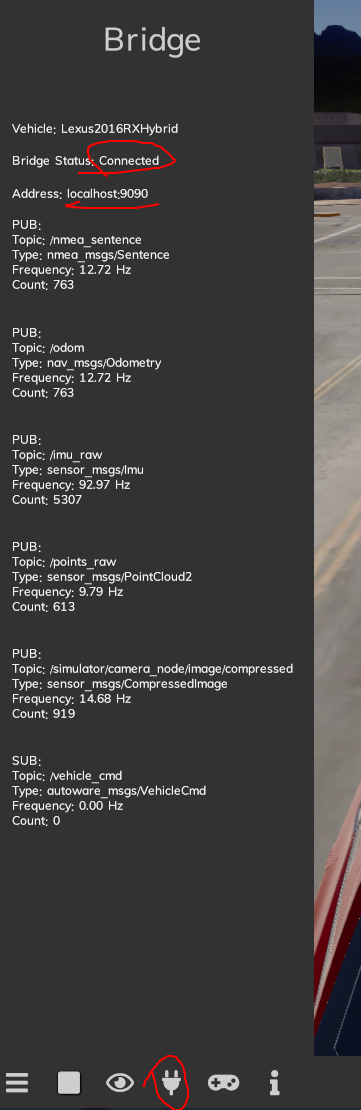 Bridge
Vehicle: Lexus2016RXHybrid
Bridge Status: Connected
Address: localhost:9090
PUB:
Topic: /nmea_sentence
Type: nmea_msgs/Sentence
Frequency: 12.72 Hz
Count: 763
PUB:
Topic: /odom
Type: nav_msgs/Odometry
Frequency: 12.72 Hz
Count: 763
PUB:
Topic: /imu_raw
Type: sensor_msgs/Imu
Frequency: 92.97 Hz
Count: 5307
PUB:
Topic: /points_raw
Type: sensor_msgs/PointCloud2
Frequency: 9.79 Hz
Count: 613
PUB:
Topic: /simulator/camera_node/image/compressed
Type: sensor_msgs/CompressedImage
Frequency: 14.68 Hz
Count: 919
SUB:
Topic: /vehicle_cmd
Type: autoware_msgs/VehicleCmd
Frequency: 0.00 Hz
Count: 0